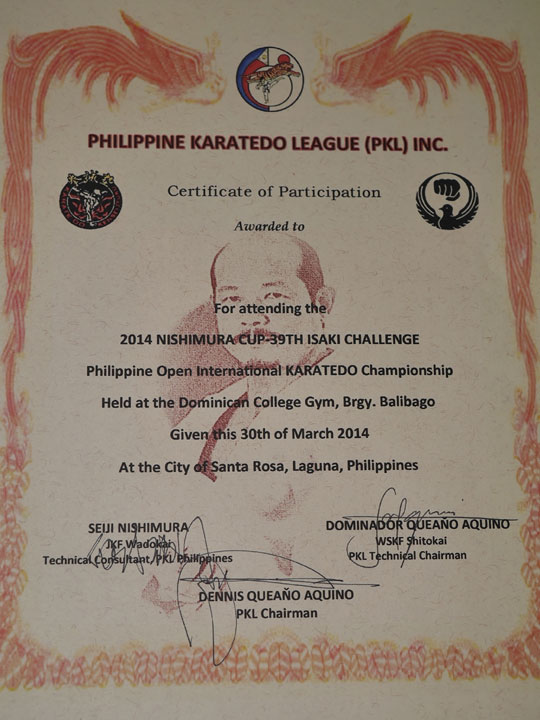 PHILIPPINE KARATEDO LEAGUE (PKL) INC.
Certificate of Participation
Awarded to
For attending the
2014 NISHIMURA CUP-39TH ISAKI CHALLENGE
Philippine Open International KARATEDO Championship
Held at the Dominican College Gym, Brgy. Balibago
Given this 30th of March 2014
At the City of Santa Rosa, Laguna, Philippines
SEIJI NISHIMURA
JKF Wadokai
Technical Consultant, PKL Philippines
DOMINADOR QUEAÑO AQUINO
WSKF Shitokai
PKL Technical Chairman
DENNIS QUEAÑO AQUINO
PKL Chairman